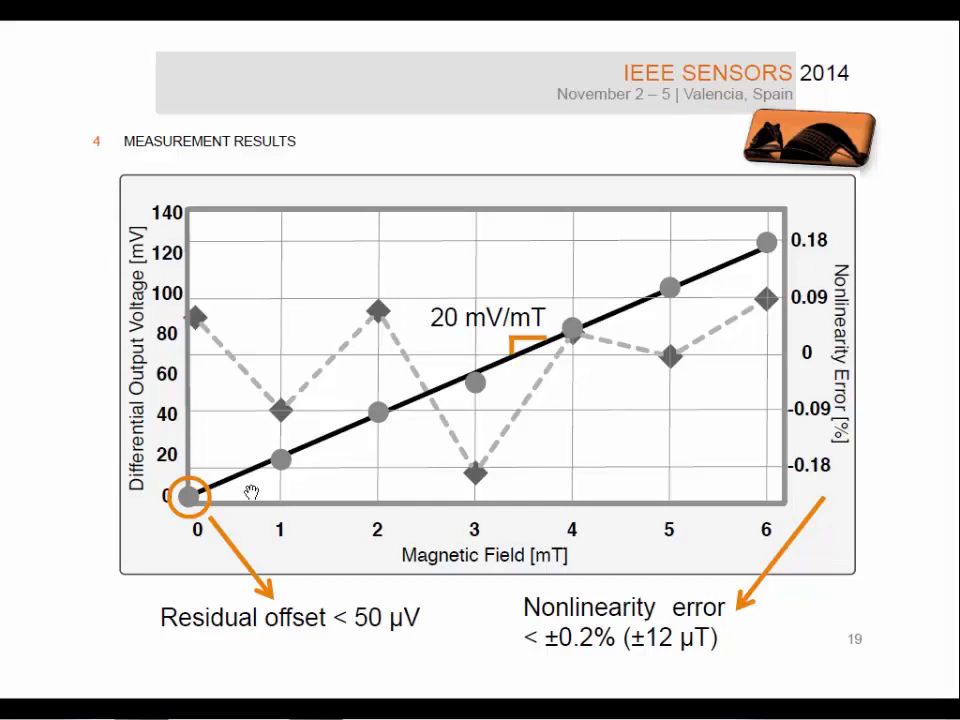 IEEE SENSORS 2014
November 2 – 5 | Valencia, Spain
4 MEASUREMENT RESULTS
Differential Output Voltage [mV]
140
120
100
80
60
40
20
0
20 mV/mT
0.18
0.09
0
-0.09
-0.18
Nonlinearity Error [%]
0 1 2 3 4 5 6
Magnetic Field [mT]
Residual offset < 50 µV
Nonlinearity error
< ±0.2% (±12 µT)
19